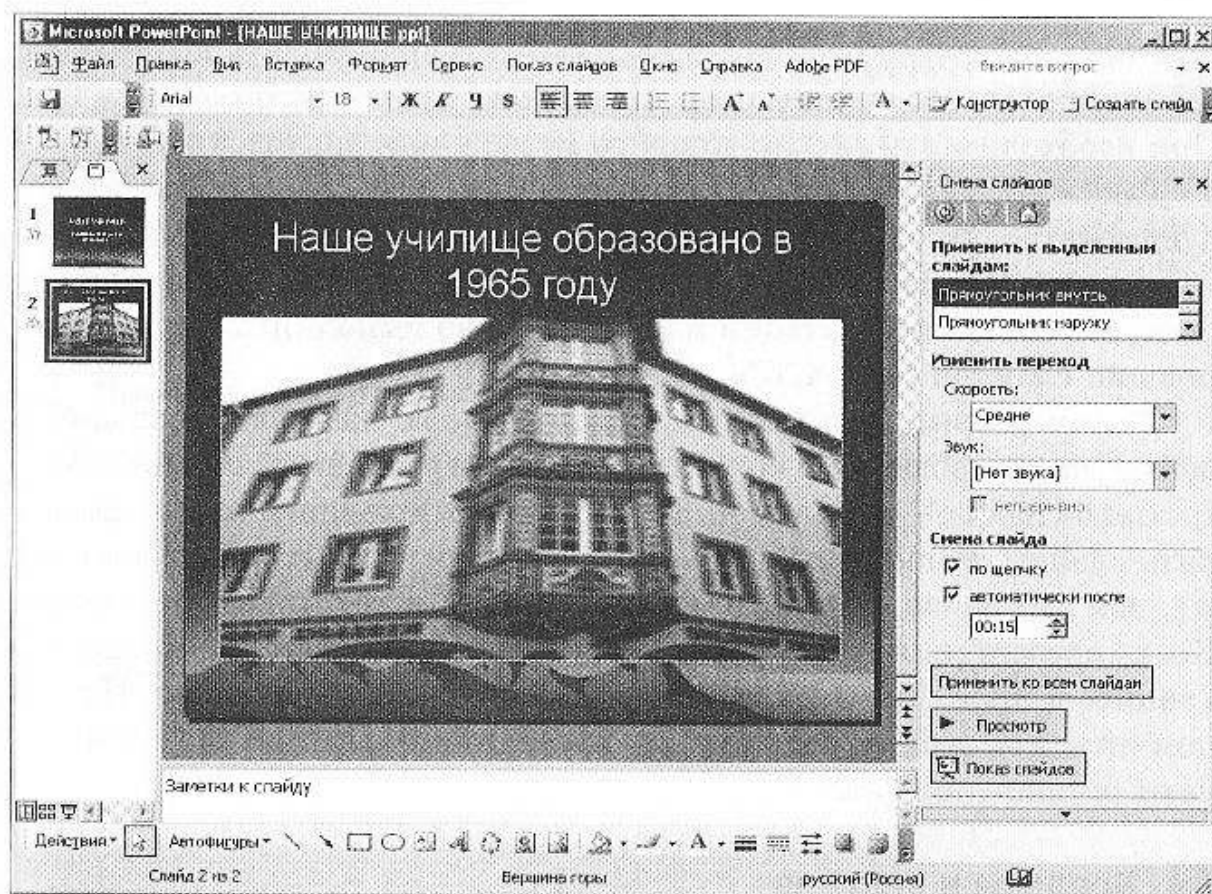 Microsoft PowerPoint - [НАШЕ УЧИЛИЩЕ.ppt]
Файл Правка Вид Вставка Формат Сервис Показ слайдов Окно Справка Adobe PDF Введите вопрос
Arial 18 Ж К Ч S A A A Конструктор Создать слайд
1
2
Наше училище образовано в
1965 году
Смена слайдов
Применить к выделенным
слайдам:
Прямоугольник внутрь
Прямоугольник наружу
Изменить переход
Скорость:
Средне
Звук:
[Нет звука]
непрерывно
Смена слайда
по щелчку
автоматически после
00:15
Применить ко всем слайдам
Просмотр
Показ слайдов
Заметки к слайду
Действия Автофигуры A
Слайд 2 из 2 Вершина горы русский (Россия)